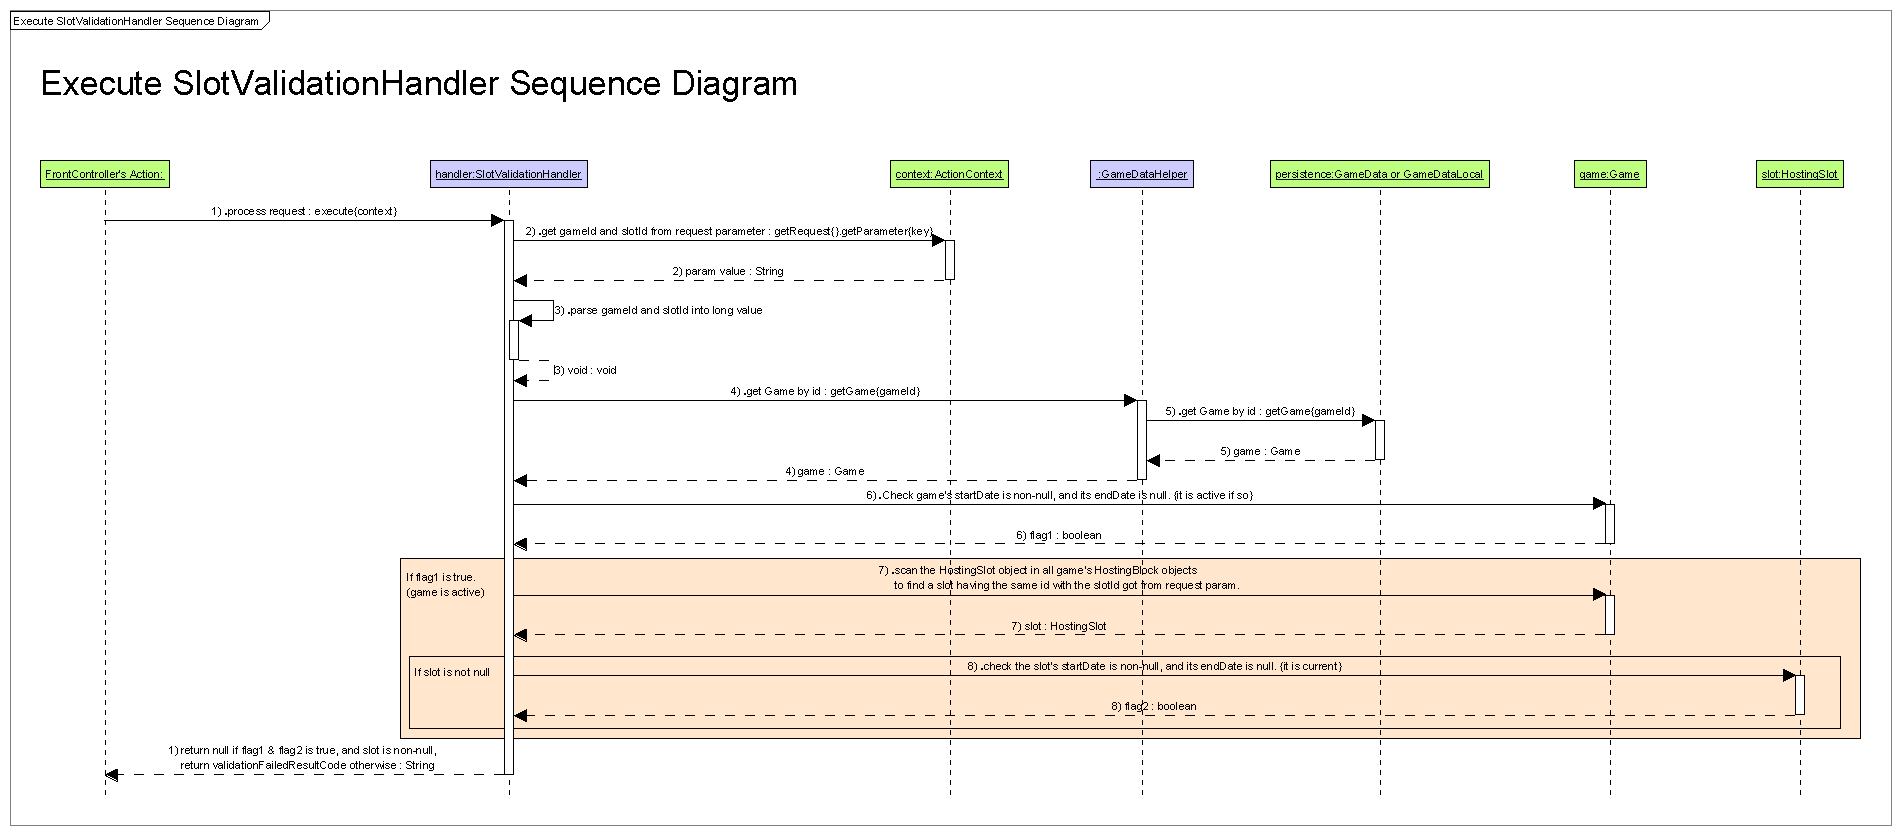 Execute SlotValidationHandler Sequence Diagram
Execute SlotValidationHandler Sequence Diagram
FrontController's Action:
handler:SlotValidationHandler
context:ActionContext
:GameDataHelper
persistence:GameData or GameDataLocal
game:Game
slot:HostingSlot
1) .process request : execute{context}
2) .get gameId and slotId from request parameter : getRequest{}.getParameter{key}
2) param value : String
3) .parse gameId and slotId into long value
3) void : void
4) .get Game by id : getGame{gameId}
5) .get Game by id : getGame{gameId}
5) game : Game
4) game : Game
6) .Check game's startDate is non-null, and its endDate is null. {it is active if so}
6) flag1 : boolean
If flag1 is true.
(game is active)
7) .scan the HostingSlot object in all game's HostingBlock objects
to find a slot having the same id with the slotId got from request param.
7) slot : HostingSlot
If slot is not null
8) .check the slot's startDate is non-null, and its endDate is null. {it is current}
8) flag2 : boolean
1) return null if flag1 & flag2 is true, and slot is non-null,
return validationFailedResultCode otherwise : String